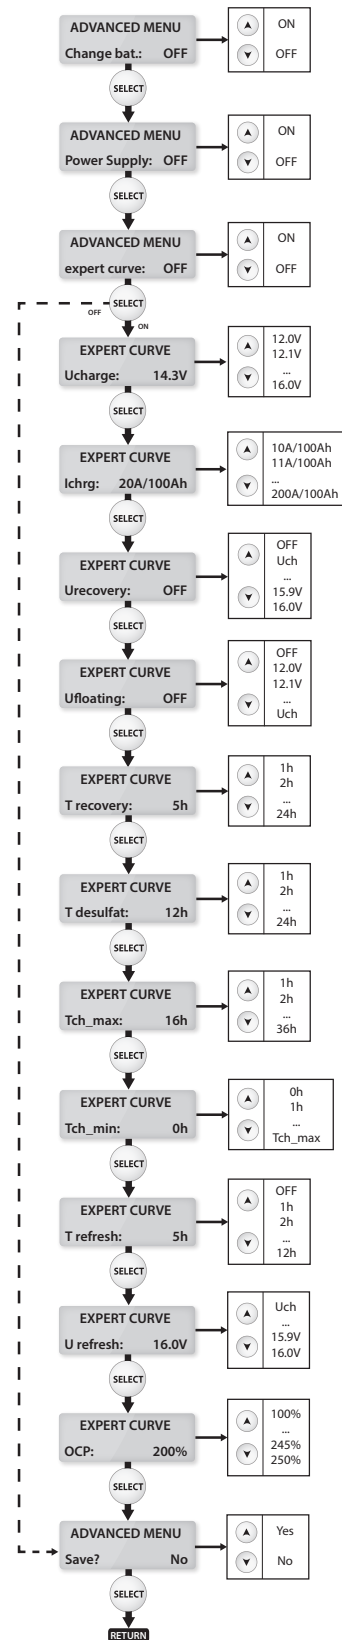 ADVANCED MENU
Change bat.: OFF
ON
OFF
SELECT
ADVANCED MENU
Power Supply: OFF
ON
OFF
SELECT
ADVANCED MENU
expert curve: OFF
ON
OFF
SELECT
OFF
ON
EXPERT CURVE
Ucharge: 14.3V
12.0V
12.1V
...
16.0V
SELECT
EXPERT CURVE
Ichrg: 20A/100Ah
10A/100Ah
11A/100Ah
...
200A/100Ah
SELECT
EXPERT CURVE
Urecovery: OFF
OFF
Uch
...
15.9V
16.0V
SELECT
EXPERT CURVE
Ufloating: OFF
OFF
12.0V
12.1V
...
Uch
SELECT
EXPERT CURVE
T recovery: 5h
1h
2h
...
24h
SELECT
EXPERT CURVE
T desulfat: 12h
1h
2h
...
24h
SELECT
EXPERT CURVE
Tch_max: 16h
1h
2h
...
36h
SELECT
EXPERT CURVE
Tch_min: 0h
0h
1h
...
Tch_max
SELECT
EXPERT CURVE
T refresh: 5h
OFF
1h
2h
...
12h
SELECT
EXPERT CURVE
U refresh: 16.0V
Uch
...
15.9V
16.0V
SELECT
EXPERT CURVE
OCP: 200%
100%
...
245%
250%
SELECT
ADVANCED MENU
Save? No
Yes
No
SELECT
RETURN